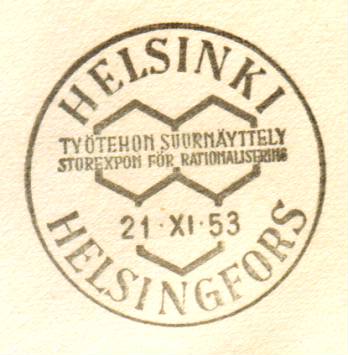 HELSINKI
TYÖTEHON SUURNÄYTTELY
STOREXPON FÖR RATIONALISERING
21·XI·53
HELSINGFORS